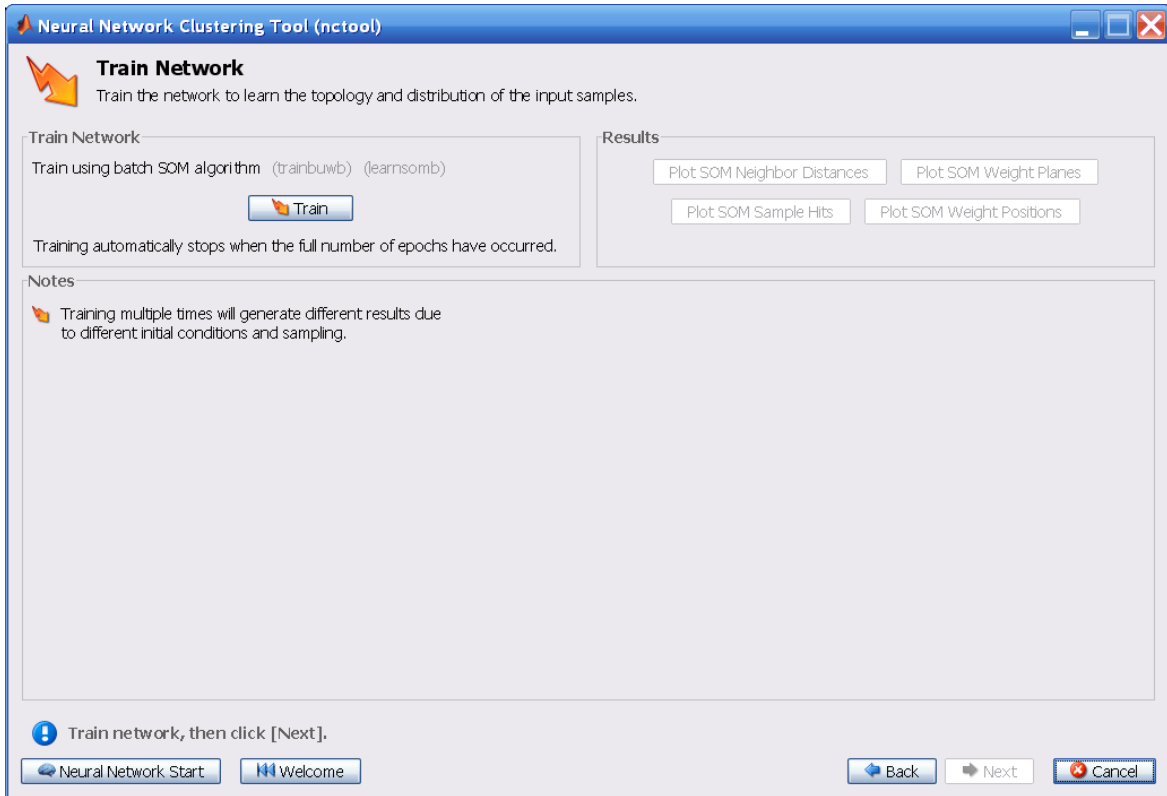 Neural Network Clustering Tool (nctool)
Train Network
Train the network to learn the topology and distribution of the input samples.
Train Network
Train using batch SOM algorithm (trainbuwb) (learnsomb)
Train
Training automatically stops when the full number of epochs have occurred.
Results
Plot SOM Neighbor Distances
Plot SOM Weight Planes
Plot SOM Sample Hits
Plot SOM Weight Positions
Notes
Training multiple times will generate different results due
to different initial conditions and sampling.
Train network, then click [Next].
Neural Network Start
Welcome
Back
Next
Cancel